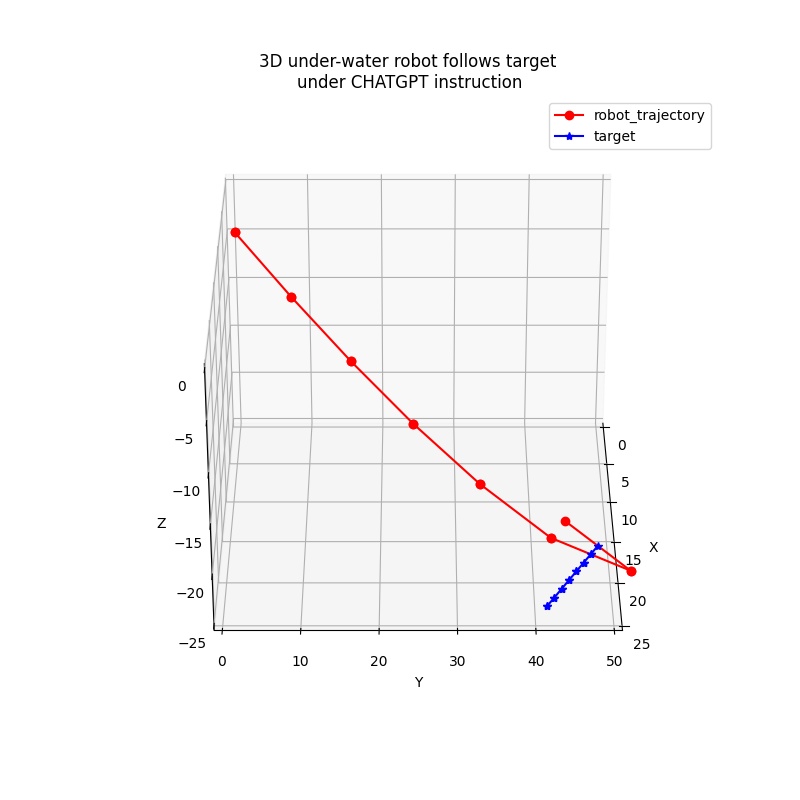 3D under-water robot follows target
under CHATGPT instruction
robot_trajectory
target
0
−5
−10
−15
−20
−25
Z
0
5
10
15
20
25
X
0
10
20
30
40
50
Y